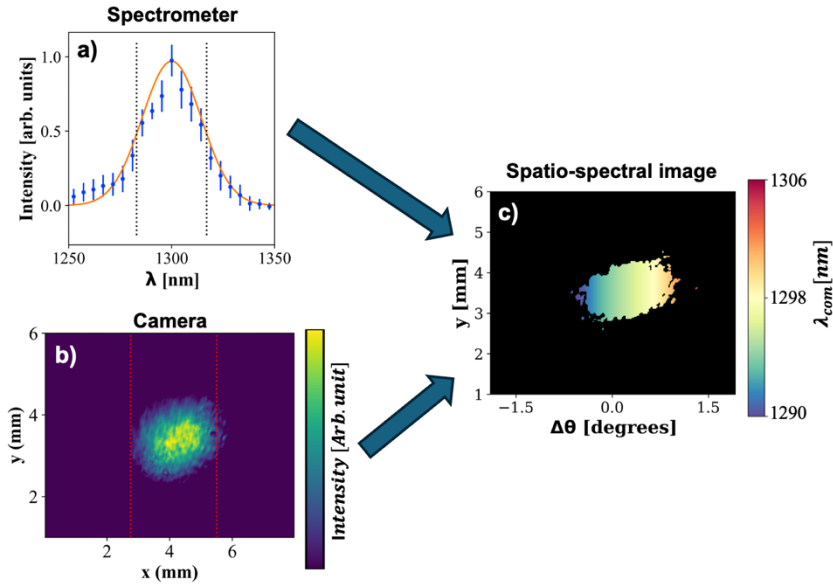 Spectrometer
a)
Intensity [arb. units]
1.0
0.5
0.0
1250
1300
1350
λ [nm]
Camera
b)
y (mm)
6
4
2
2
4
6
x (mm)
Intensity [Arb. unit]
Spatio-spectral image
c)
y [mm]
6
5
4
3
2
1
−1.5
0.0
1.5
Δθ [degrees]
1306
1298
1290
λcom[nm]